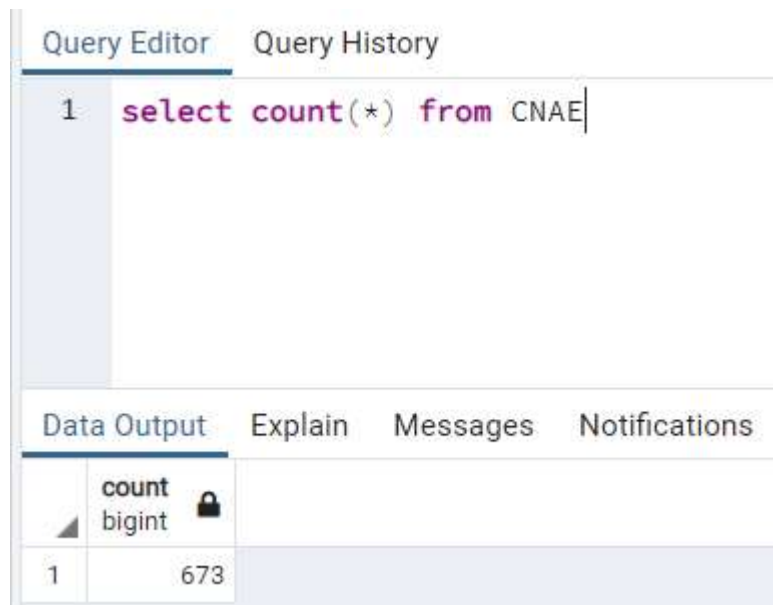 Query Editor Query History
1 select count(*) from CNAE
Data Output Explain Messages Notifications
count
bigint
1 673